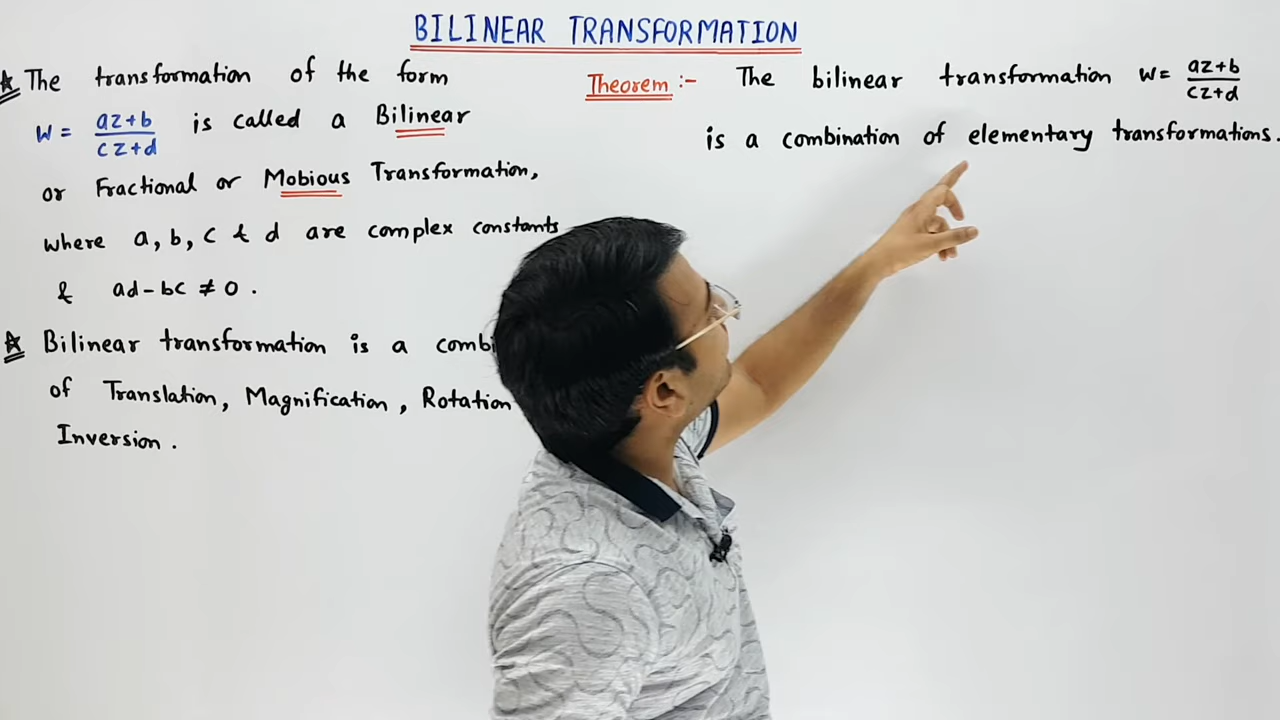 BILINEAR TRANSFORMATION
★ The transformation of the form
W = az+b / cz+d is called a Bilinear
or Fractional or Mobious Transformation,
where a, b, c & d are complex constants
& ad - bc ≠ 0 .
★ Bilinear transformation is a combi
of Translation, Magnification, Rotation
Inversion .
Theorem :- The bilinear transformation W= az+b / cz+d
is a combination of elementary transformations.